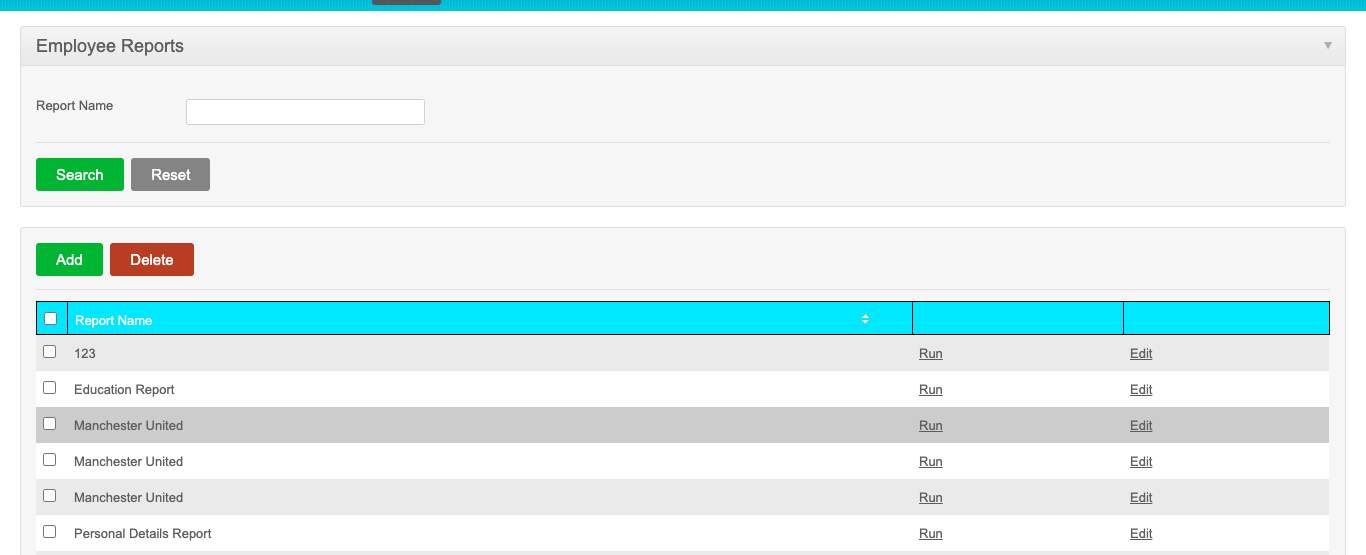 Employee Reports
Report Name
Search Reset
Add Delete
Report Name
123 Run Edit
Education Report Run Edit
Manchester United Run Edit
Manchester United Run Edit
Manchester United Run Edit
Personal Details Report Run Edit